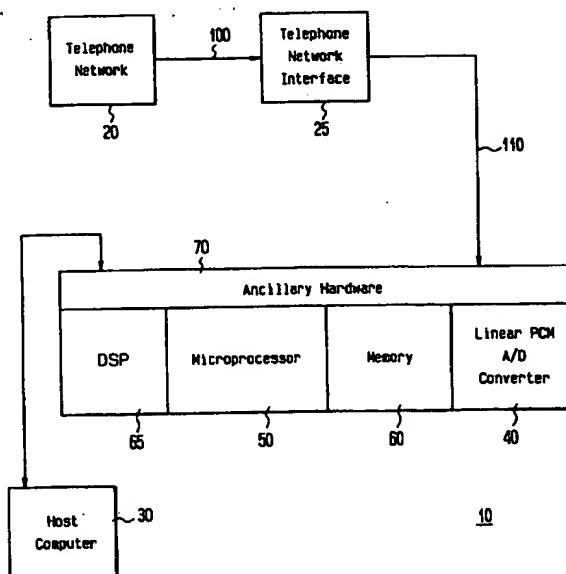 Telephone
Network
20
100
Telephone
Network
Interface
25
110
70
Ancillary Hardware
DSP
65
Microprocessor
50
Memory
60
Linear PCM
A/D
Converter
40
Host
Computer
30
10